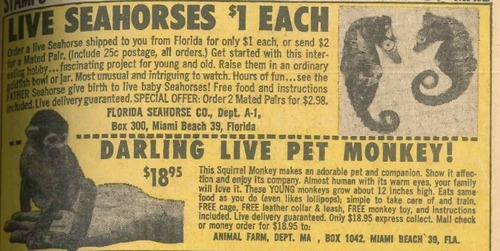 STAMPS
LIVE SEAHORSES $1 EACH
Order a live Seahorse shipped to you from Florida for only $1 each, or send $2
for a Mated Pair. (Include 25c postage, all orders.) Get started with this inter-
esting hobby...fascinating project for young and old. Raise them in an ordinary
goldfish bowl or jar. Most unusual and intriguing to watch. Hours of fun...see the
FATHER Seahorse give birth to live baby Seahorses! Free food and instructions
included. Live delivery guaranteed. SPECIAL OFFER: Order 2 Mated Pairs for $2.98.
FLORIDA SEAHORSE CO., Dept. A-1,
Box 300, Miami Beach 39, Florida
DARLING LIVE PET MONKEY!
$18.95
This Squirrel Monkey makes an adorable pet and companion. Show it affec-
tion and enjoy its company. Almost human with its warm eyes, your family
will love it. These YOUNG monkeys grow about 12 inches high. Eats same
food as you do (even likes lollipops); simple to take care of and train.
FREE cage, FREE leather collar & leash, FREE monkey toy, and instructions
included. Live delivery guaranteed. Only $18.95 express collect. Mail check
or money order for $18.95 to:
ANIMAL FARM, DEPT. MA , BOX 1042, MIAMI BEACH 39, FLA.